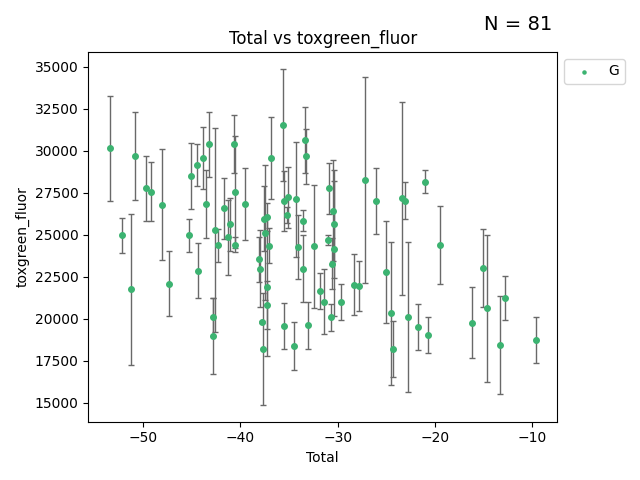 N = 81
Total vs toxgreen_fluor
G
toxgreen_fluor
35000
32500
30000
27500
25000
22500
20000
17500
15000
−50 −40 −30 −20 −10
Total